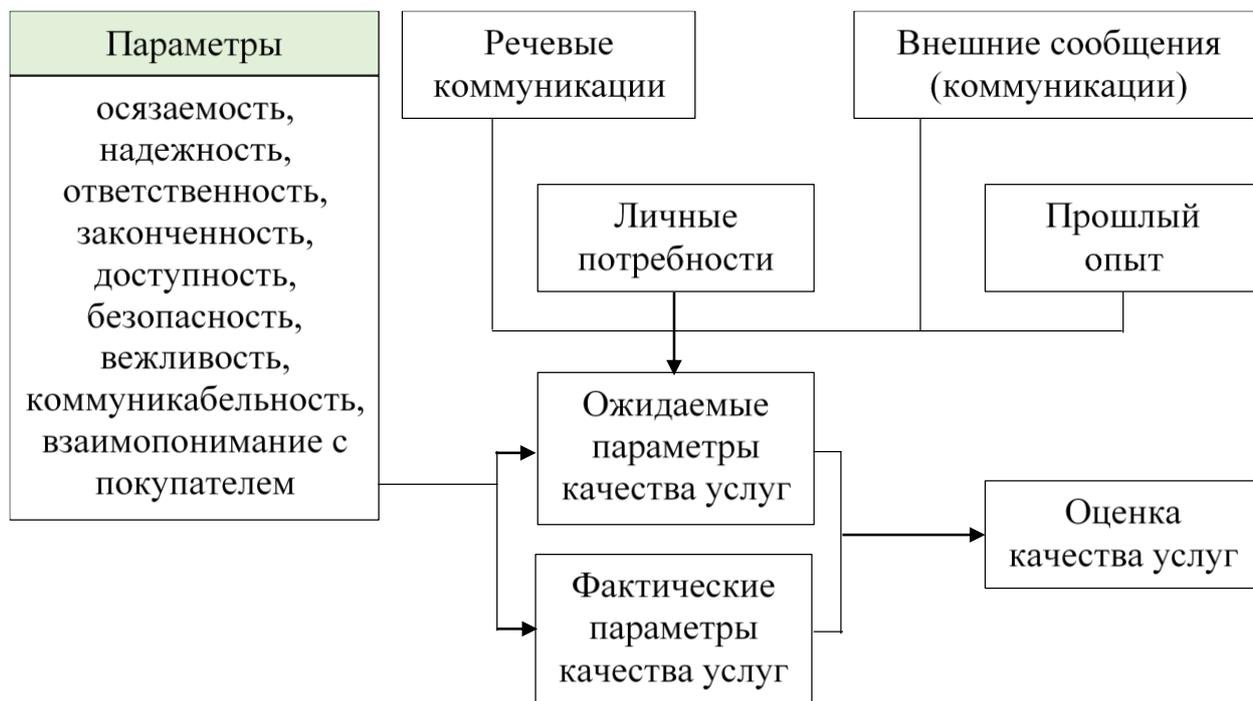 Параметры
осязаемость,
надежность,
ответственность,
законченность,
доступность,
безопасность,
вежливость,
коммуникабельность,
взаимопонимание с
покупателем
Речевые
коммуникации
Внешние сообщения
(коммуникации)
Личные
потребности
Прошлый
опыт
Ожидаемые
параметры
качества услуг
Фактические
параметры
качества услуг
Оценка
качества услуг